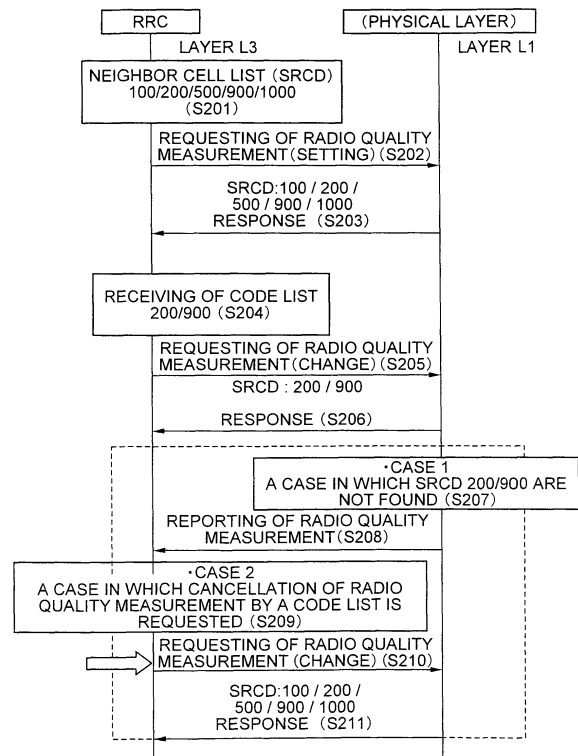 RRC
(PHYSICAL LAYER)
LAYER L3
LAYER L1
NEIGHBOR CELL LIST (SRCD)
100/200/500/900/1000
(S201)
REQUESTING OF RADIO QUALITY
MEASUREMENT(SETTING)(S202)
SRCD:100 / 200 /
500 / 900 / 1000
RESPONSE (S203)
RECEIVING OF CODE LIST
200/900 (S204)
REQUESTING OF RADIO QUALITY
MEASUREMENT(CHANGE)(S205)
SRCD : 200 / 900
RESPONSE (S206)
・CASE 1
A CASE IN WHICH SRCD 200/900 ARE
NOT FOUND (S207)
REPORTING OF RADIO QUALITY
MEASUREMENT(S208)
・CASE 2
A CASE IN WHICH CANCELLATION OF RADIO
QUALITY MEASUREMENT BY A CODE LIST IS
REQUESTED (S209)
REQUESTING OF RADIO QUALITY
MEASUREMENT (CHANGE) (S210)
SRCD:100 / 200 /
500 / 900 / 1000
RESPONSE (S211)